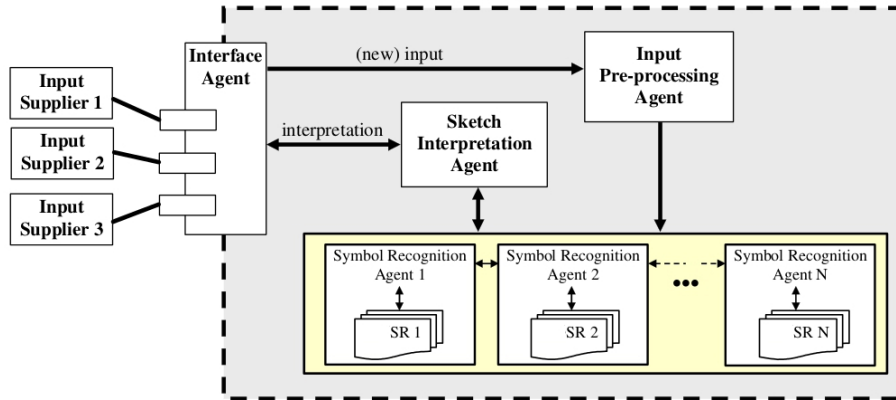 Interface
Agent
(new) input
Input
Pre-processing
Agent
Input
Supplier 1
Input
Supplier 2
Input
Supplier 3
interpretation
Sketch
Interpretation
Agent
Symbol Recognition
Agent 1
SR 1
Symbol Recognition
Agent 2
SR 2
•••
Symbol Recognition
Agent N
SR N